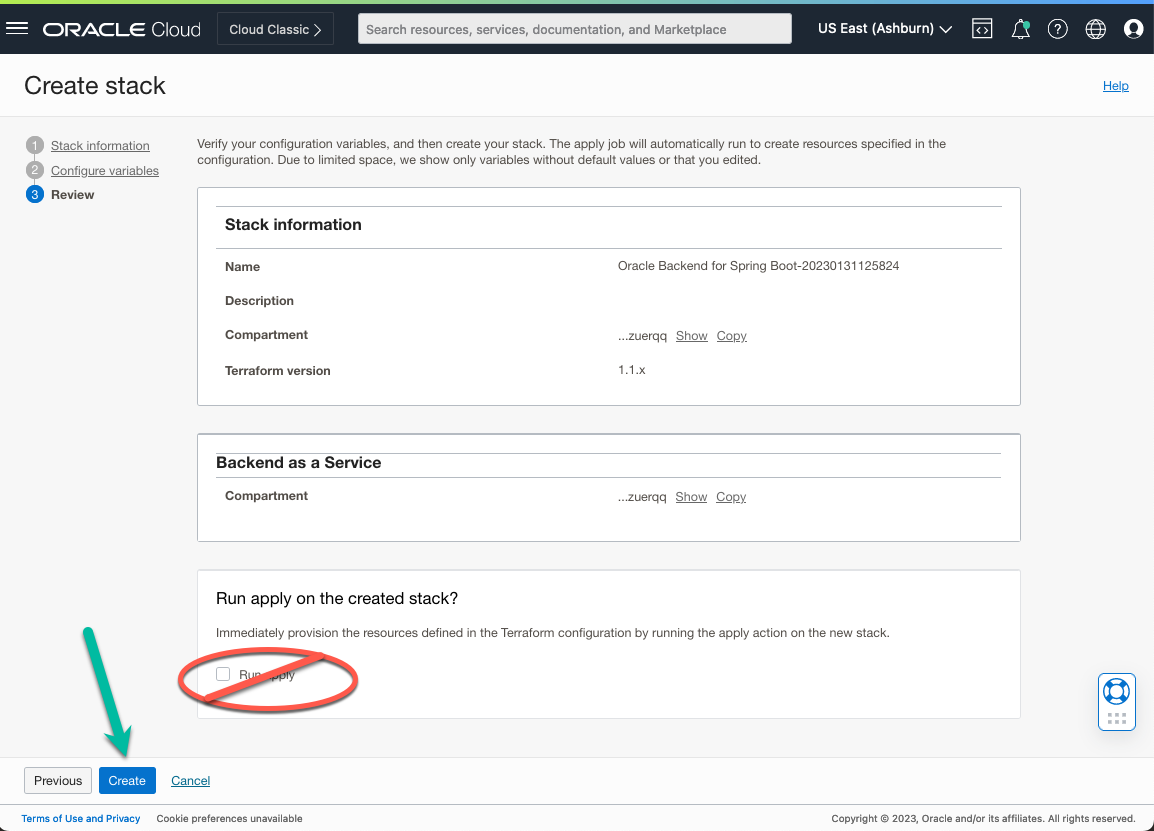 ORACLE Cloud
Cloud Classic
Search resources, services, documentation, and Marketplace
US East (Ashburn)
Create stack
Help
1 Stack information
2 Configure variables
3 Review
Verify your configuration variables, and then create your stack. The apply job will automatically run to create resources specified in the
configuration. Due to limited space, we show only variables without default values or that you edited.
Stack information
Name Oracle Backend for Spring Boot-20230131125824
Description
Compartment ...zuerqq Show Copy
Terraform version 1.1.x
Backend as a Service
Compartment ...zuerqq Show Copy
Run apply on the created stack?
Immediately provision the resources defined in the Terraform configuration by running the apply action on the new stack.
Run apply
Previous Create Cancel
Terms of Use and Privacy Cookie preferences unavailable
Copyright © 2023, Oracle and/or its affiliates. All rights reserved.